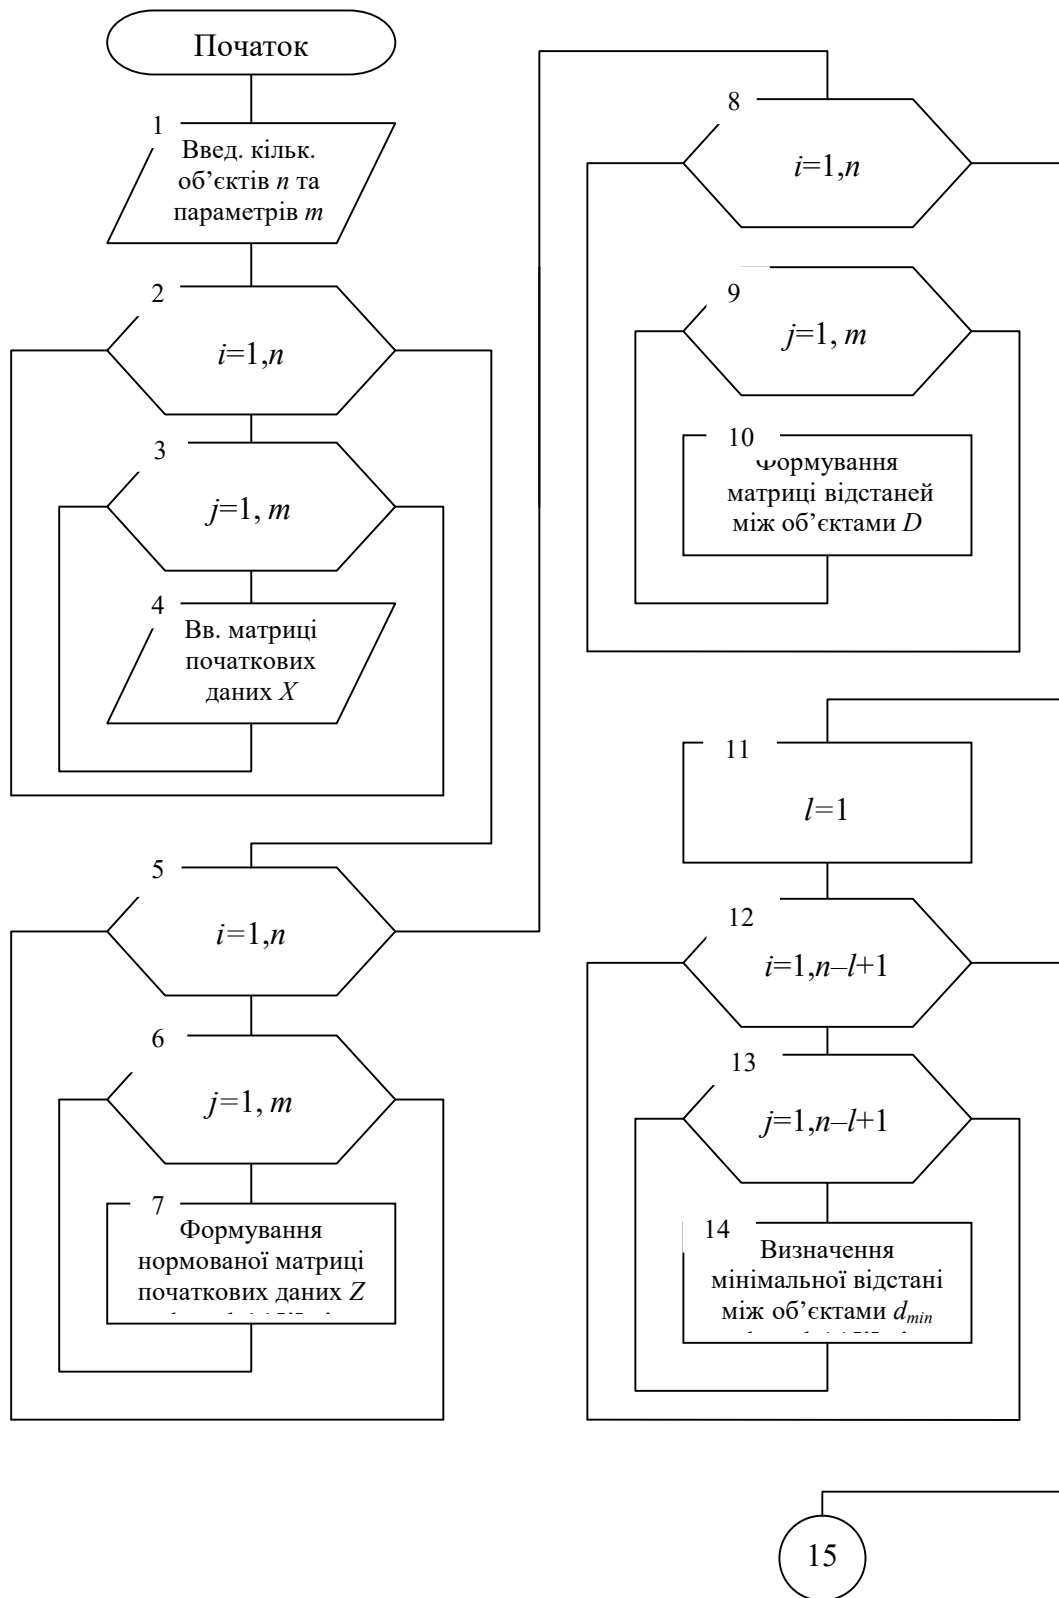 Початок
1
Введ. кільк.
об’єктів n та
параметрів m
2
i=1,n
3
j=1, m
4
Вв. матриці
початкових
даних X
5
i=1,n
6
j=1, m
7
Формування
нормованої матриці
початкових даних Z
8
i=1,n
9
j=1, m
10
Формування
матриці відстаней
між об’єктами D
11
l=1
12
i=1,n–l+1
13
j=1,n–l+1
14
Визначення
мінімальної відстані
між об’єктами dmin
15